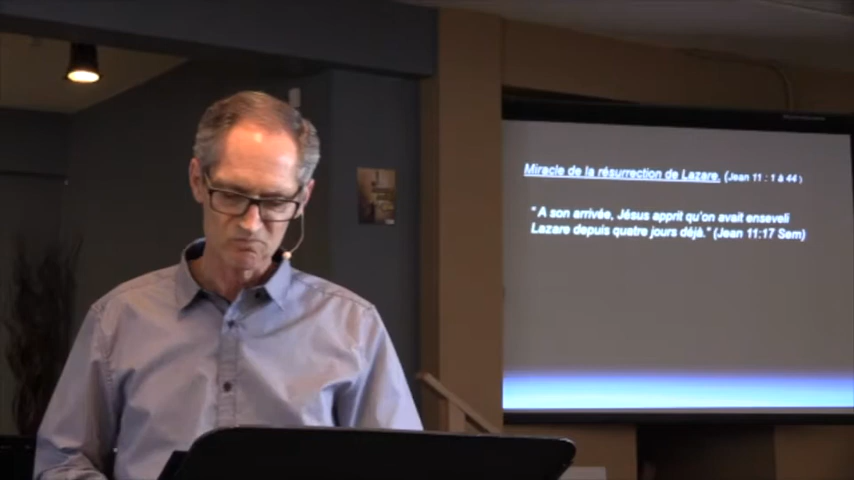 Miracle de la résurrection de Lazare. (Jean 11 : 1 à 44 )
" A son arrivée, Jésus apprit qu'on avait enseveli
Lazare depuis quatre jours déjà." (Jean 11:17 Sem)